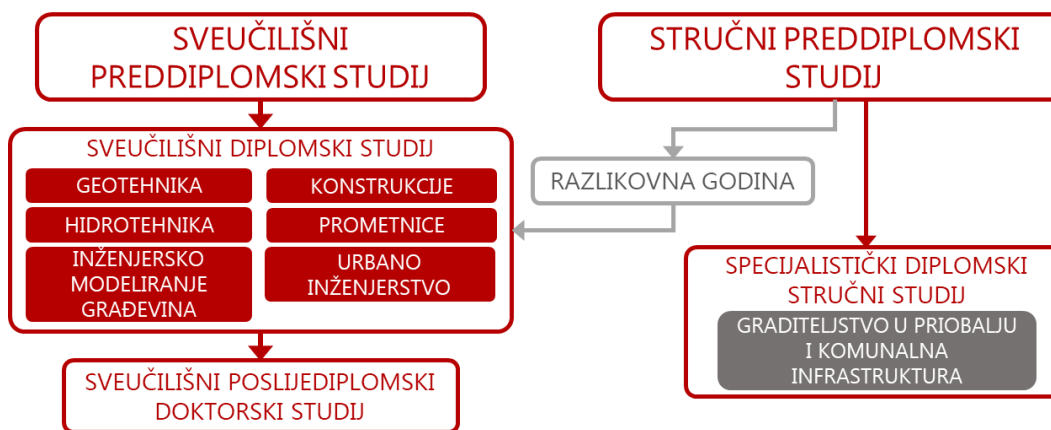 SVEUČILIŠNI
PREDDIPLOMSKI STUDIJ
STRUČNI PREDDIPLOMSKI
STUDIJ
SVEUČILIŠNI DIPLOMSKI STUDIJ
GEOTEHNIKA
KONSTRUKCIJE
HIDROTEHNIKA
PROMETNICE
INŽENJERSKO
MODELIRANJE
GRAĐEVINA
URBANO
INŽENJERSTVO
RAZLIKOVNA GODINA
SPECIJALISTIČKI DIPLOMSKI
STRUČNI STUDIJ
GRADITELJSTVO U PRIOBALJU
I KOMUNALNA
INFRASTRUKTURA
SVEUČILIŠNI POSLIJEDIPLOMSKI
DOKTORSKI STUDIJ